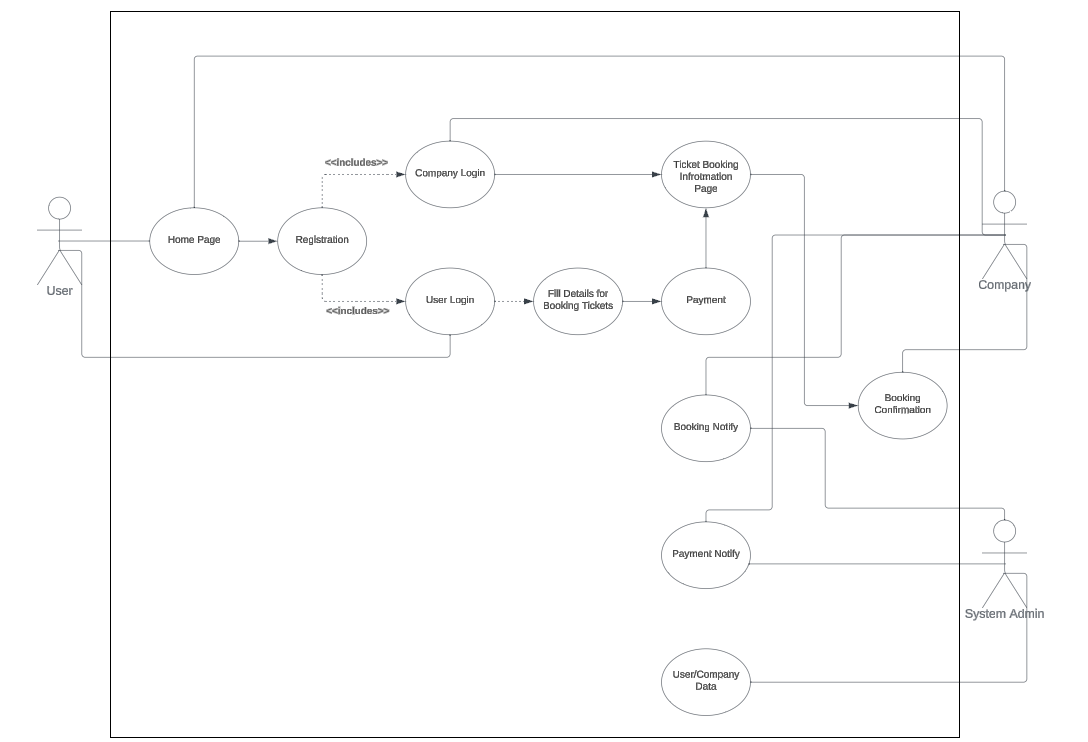 <<includes>>
Company Login
Ticket Booking
Infrotmation
Page
Home Page
Registration
User
Company
User Login
Fill Details for
Booking Tickets
Payment
<<includes>>
Booking
Confirmation
Booking Notify
Payment Notify
System Admin
User/Company
Data